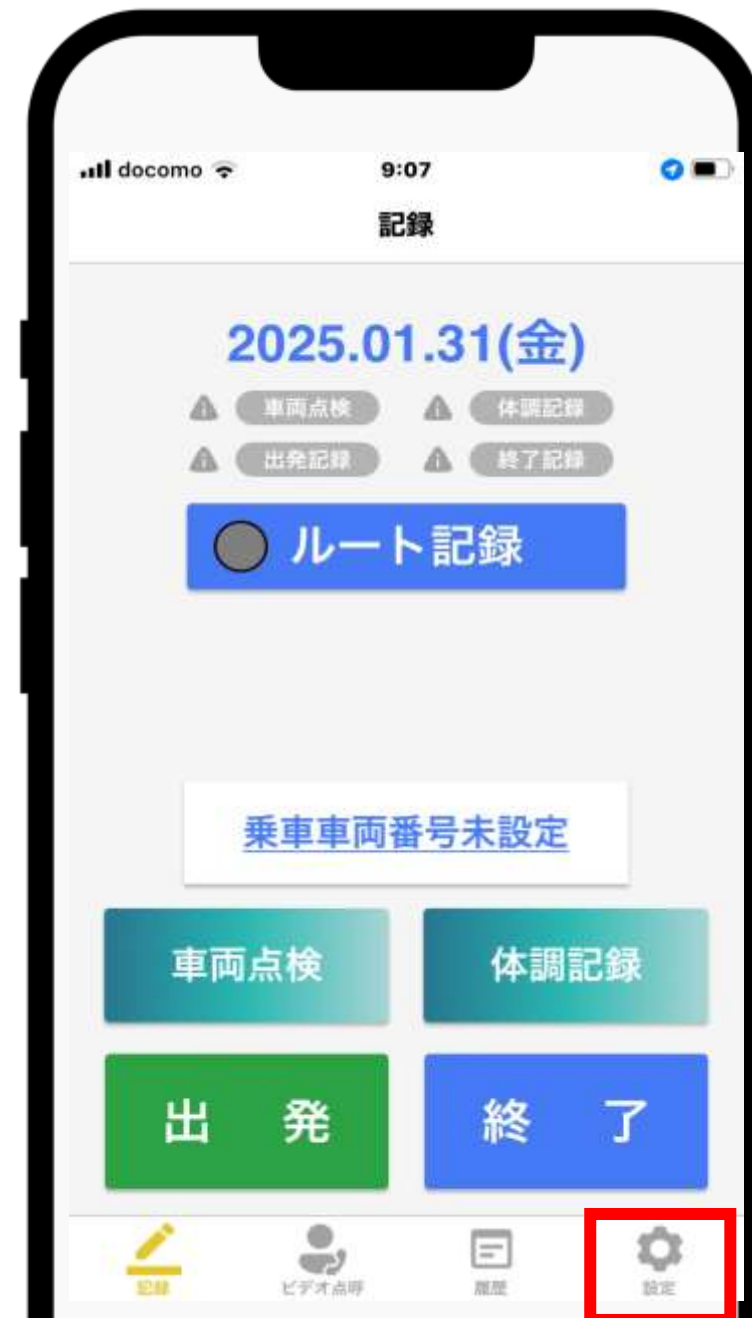 docomo 9:07
記録
2025.01.31(金)
車両点検 体調記録
出発記録 終了記録
ルート記録
乗車車両番号未設定
車両点検 体調記録
出 発 終 了
記録 ビデオ点呼 履歴 設定